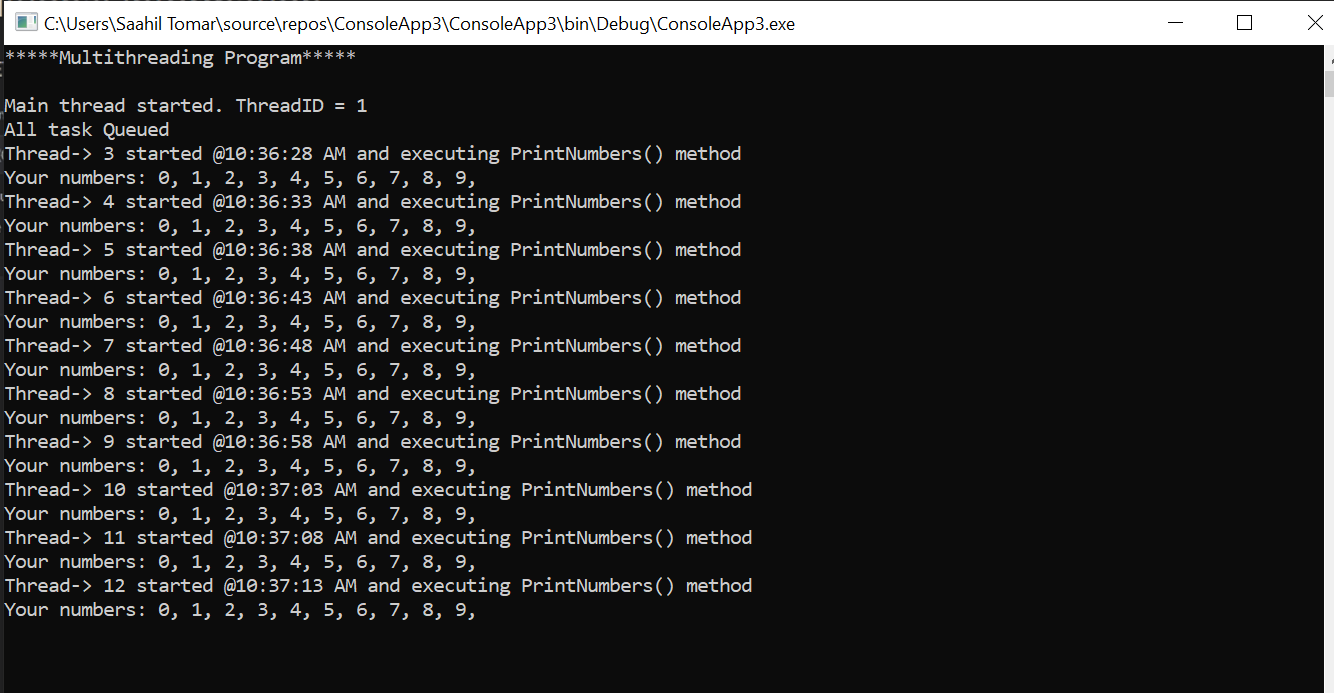 C:\Users\Saahil Tomar\source\repos\ConsoleApp3\ConsoleApp3\bin\Debug\ConsoleApp3.exe
*****Multithreading Program*****
Main thread started. ThreadID = 1
All task Queued
Thread-> 3 started @10:36:28 AM and executing PrintNumbers() method
Your numbers: 0, 1, 2, 3, 4, 5, 6, 7, 8, 9,
Thread-> 4 started @10:36:33 AM and executing PrintNumbers() method
Your numbers: 0, 1, 2, 3, 4, 5, 6, 7, 8, 9,
Thread-> 5 started @10:36:38 AM and executing PrintNumbers() method
Your numbers: 0, 1, 2, 3, 4, 5, 6, 7, 8, 9,
Thread-> 6 started @10:36:43 AM and executing PrintNumbers() method
Your numbers: 0, 1, 2, 3, 4, 5, 6, 7, 8, 9,
Thread-> 7 started @10:36:48 AM and executing PrintNumbers() method
Your numbers: 0, 1, 2, 3, 4, 5, 6, 7, 8, 9,
Thread-> 8 started @10:36:53 AM and executing PrintNumbers() method
Your numbers: 0, 1, 2, 3, 4, 5, 6, 7, 8, 9,
Thread-> 9 started @10:36:58 AM and executing PrintNumbers() method
Your numbers: 0, 1, 2, 3, 4, 5, 6, 7, 8, 9,
Thread-> 10 started @10:37:03 AM and executing PrintNumbers() method
Your numbers: 0, 1, 2, 3, 4, 5, 6, 7, 8, 9,
Thread-> 11 started @10:37:08 AM and executing PrintNumbers() method
Your numbers: 0, 1, 2, 3, 4, 5, 6, 7, 8, 9,
Thread-> 12 started @10:37:13 AM and executing PrintNumbers() method
Your numbers: 0, 1, 2, 3, 4, 5, 6, 7, 8, 9,